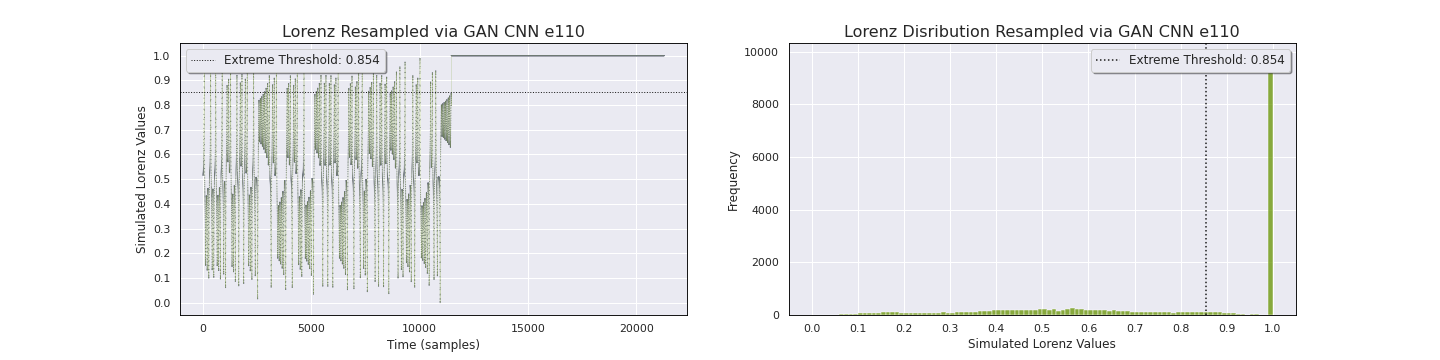 Lorenz Resampled via GAN CNN e110
Extreme Threshold: 0.854
1.0
0.9
0.8
0.7
0.6
0.5
0.4
0.3
0.2
0.1
0.0
Simulated Lorenz Values
0 5000 10000 15000 20000
Time (samples)
Lorenz Disribution Resampled via GAN CNN e110
Extreme Threshold: 0.854
10000
8000
6000
4000
2000
0
Frequency
0.0 0.1 0.2 0.3 0.4 0.5 0.6 0.7 0.8 0.9 1.0
Simulated Lorenz Values